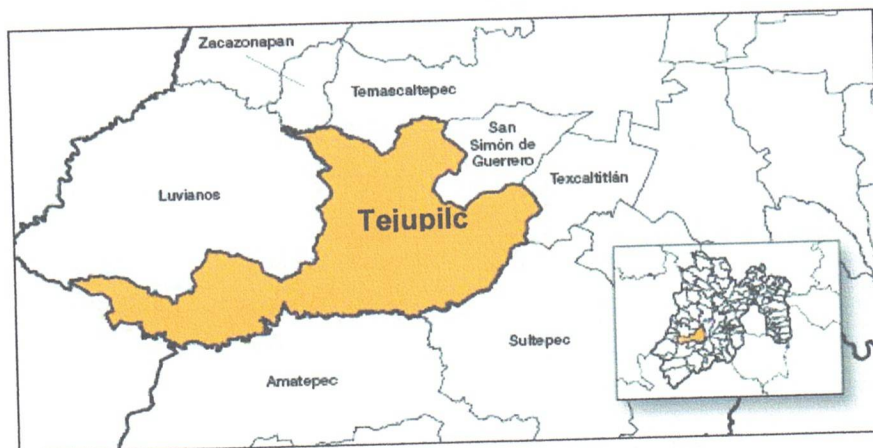 Zacazonapan
Temascaltepec
San
Simón de
Guerrero
Texcaltitlán
Luvianos
Tejupilc
Sultepec
Amatepec